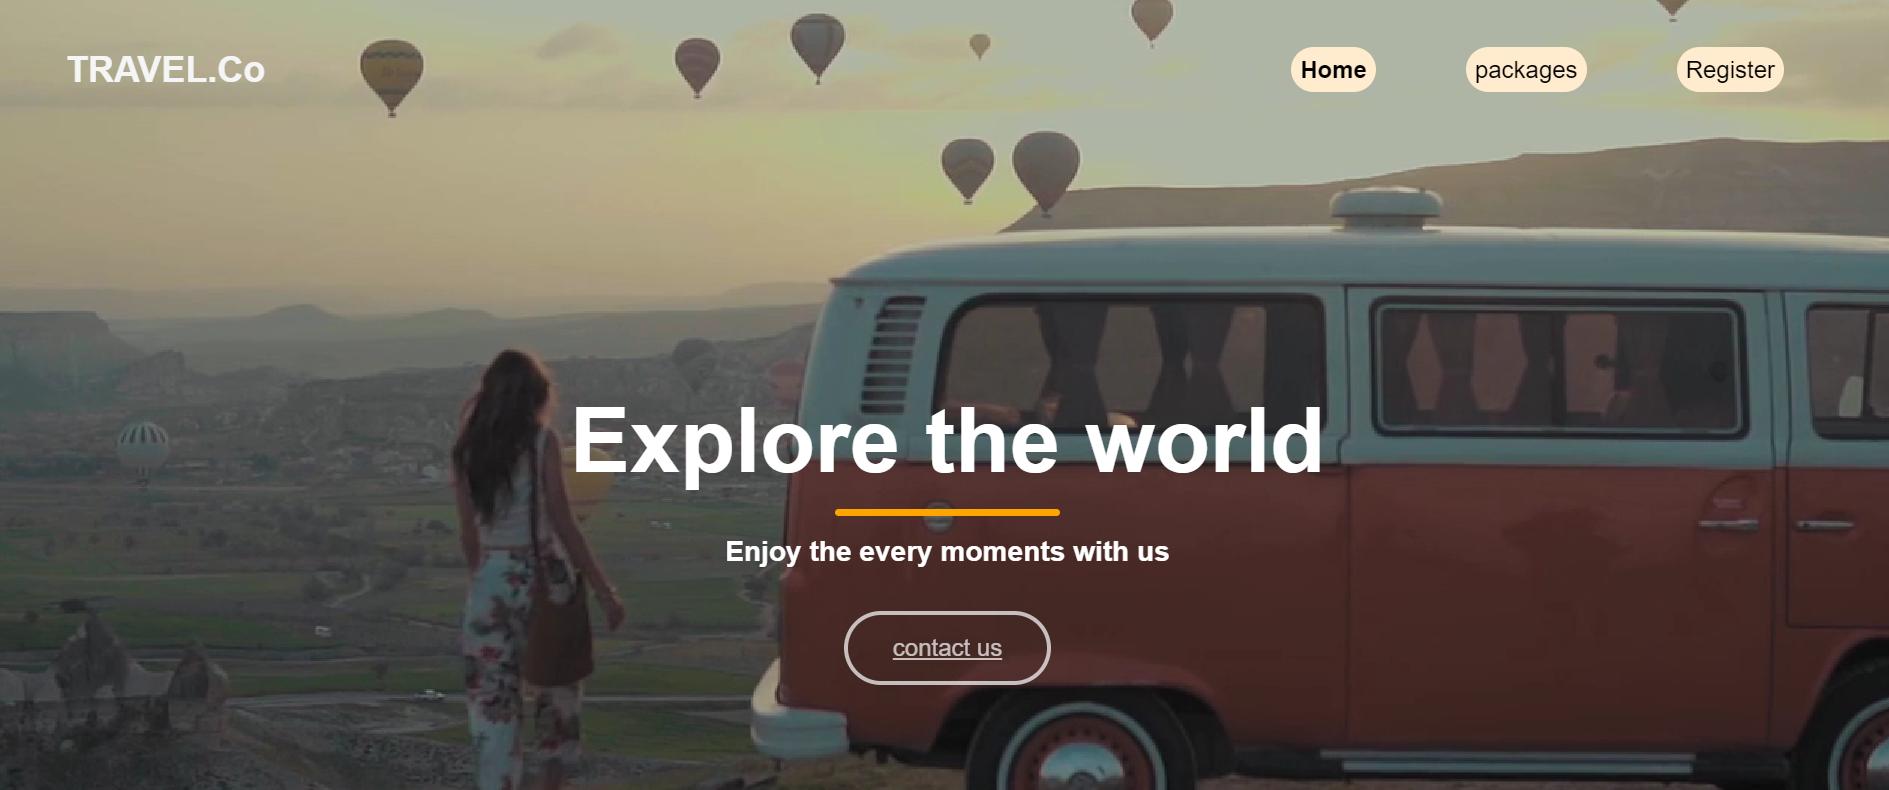 TRAVEL.Co
Home packages Register
Explore the world
Enjoy the every moments with us
contact us